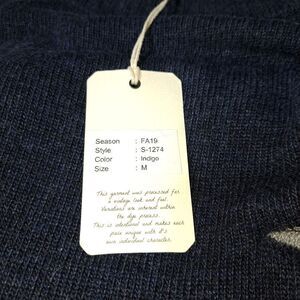 Season : FA19
Style : S-1274
Color : Indigo
Size : M
This garment was processed for
a vintage look and feel.
Variations are inherent within
the dye process.
This is intentional and makes each
piece unique with it's
own individual character.